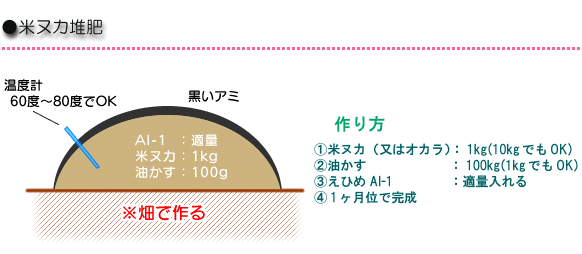 ●米ヌカ堆肥
温度計
60度～80度でOK
黒いアミ
AI-1 ：適量
米ヌカ：1kg
油かす：100g
※畑で作る
作り方
①米ヌカ（又はオカラ）： 1kg(10kgでもOK)
②油かす ： 100kg(1kgでもOK)
③えひめAI-1 ：適量入れる
④１ヶ月位で完成